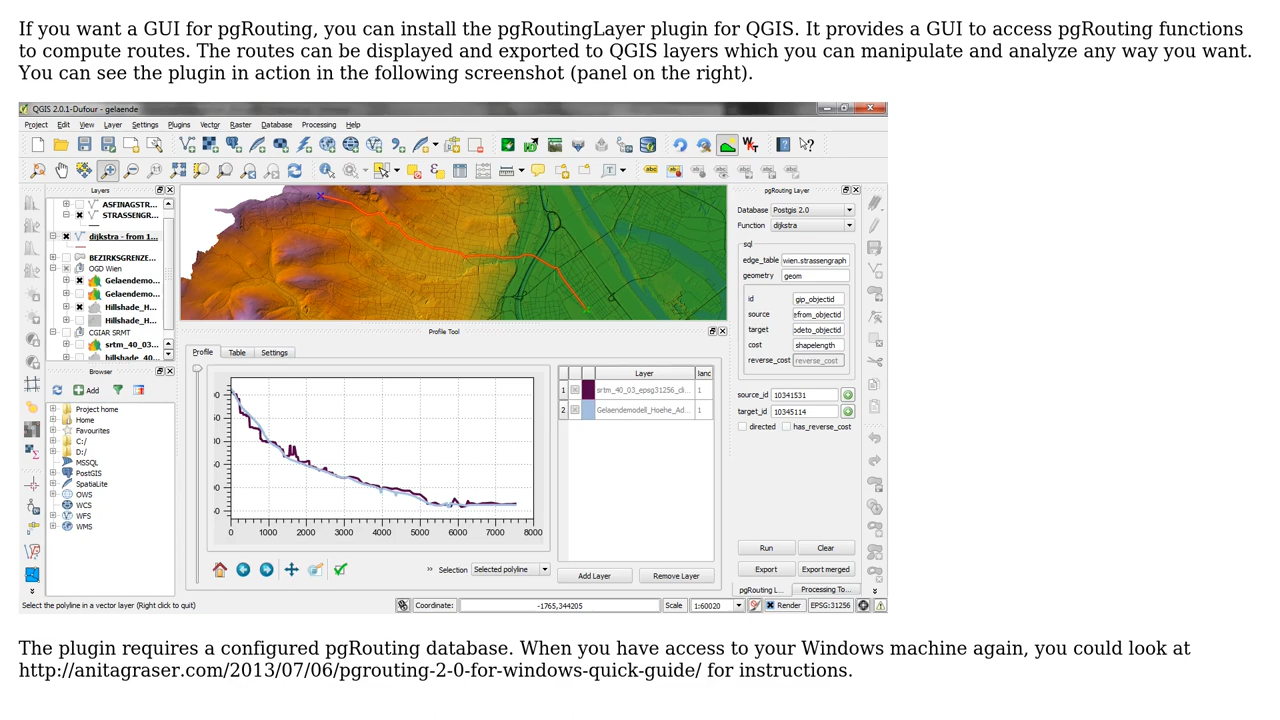 If you want a GUI for pgRouting, you can install the pgRoutingLayer plugin for QGIS. It provides a GUI to access pgRouting functions
to compute routes. The routes can be displayed and exported to QGIS layers which you can manipulate and analyze any way you want.
You can see the plugin in action in the following screenshot (panel on the right).
QGIS 2.0.1-Dufour - gelaende
Project Edit View Layer Settings Plugins Vector Raster Database Processing Help
Layers
ASFINAGSTR...
STRASSENGR...
dijkstra - from 1...
BEZIRKSGRENZE...
OGD Wien
Gelaendemo...
Gelaendemo...
Hillshade_H...
Hillshade_H...
CGIAR SRMT
srtm_40_03...
hillshade_40...
Browser
Add
Project home
Home
Favourites
C:/
D:/
MSSQL
PostGIS
SpatiaLite
OWS
WCS
WFS
WMS
Profile Tool
Profile Table Settings
0 1000 2000 3000 4000 5000 6000 7000 8000
Layer
1 srtm_40_03_epsg31256_cli... 1
2 Gelaendemodell_Hoehe_Ad... 1
Selection Selected polyline
Add Layer Remove Layer
pgRouting Layer
Database Postgis 2.0
Function dijkstra
sql
edge_table wien.strassengraph
geometry geom
id gip_objectid
source efrom_objectid
target odeto_objectid
cost shapelength
reverse_cost reverse_cost
source_id 10341531
target_id 10345114
directed has_reverse_cost
Run Clear
Export Export merged
pgRouting L... Processing To...
Select the polyline in a vector layer (Right click to quit) Coordinate: -1765,344205 Scale 1:60020 Render EPSG:31256
The plugin requires a configured pgRouting database. When you have access to your Windows machine again, you could look at
http://anitagraser.com/2013/07/06/pgrouting-2-0-for-windows-quick-guide/ for instructions.